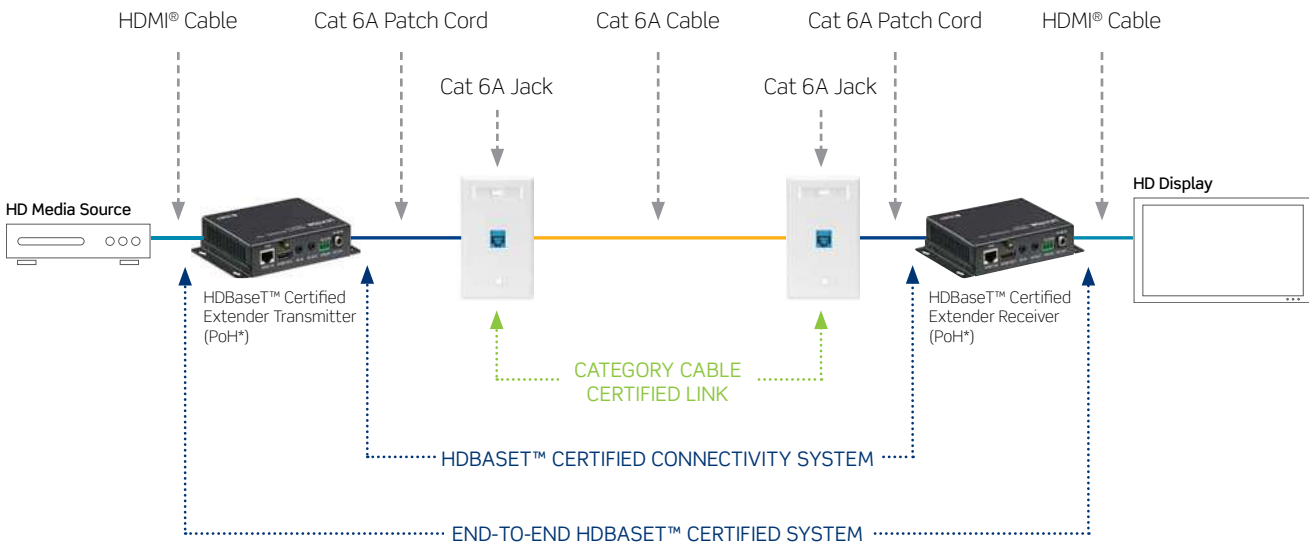 HDMI® Cable
Cat 6A Patch Cord
Cat 6A Cable
Cat 6A Patch Cord
HDMI® Cable
Cat 6A Jack
Cat 6A Jack
HD Media Source
HD Display
HDBaseT™ Certified
Extender Transmitter
(PoH*)
HDBaseT™ Certified
Extender Receiver
(PoH*)
CATEGORY CABLE
CERTIFIED LINK
HDBASET™ CERTIFIED CONNECTIVITY SYSTEM
END-TO-END HDBASET™ CERTIFIED SYSTEM